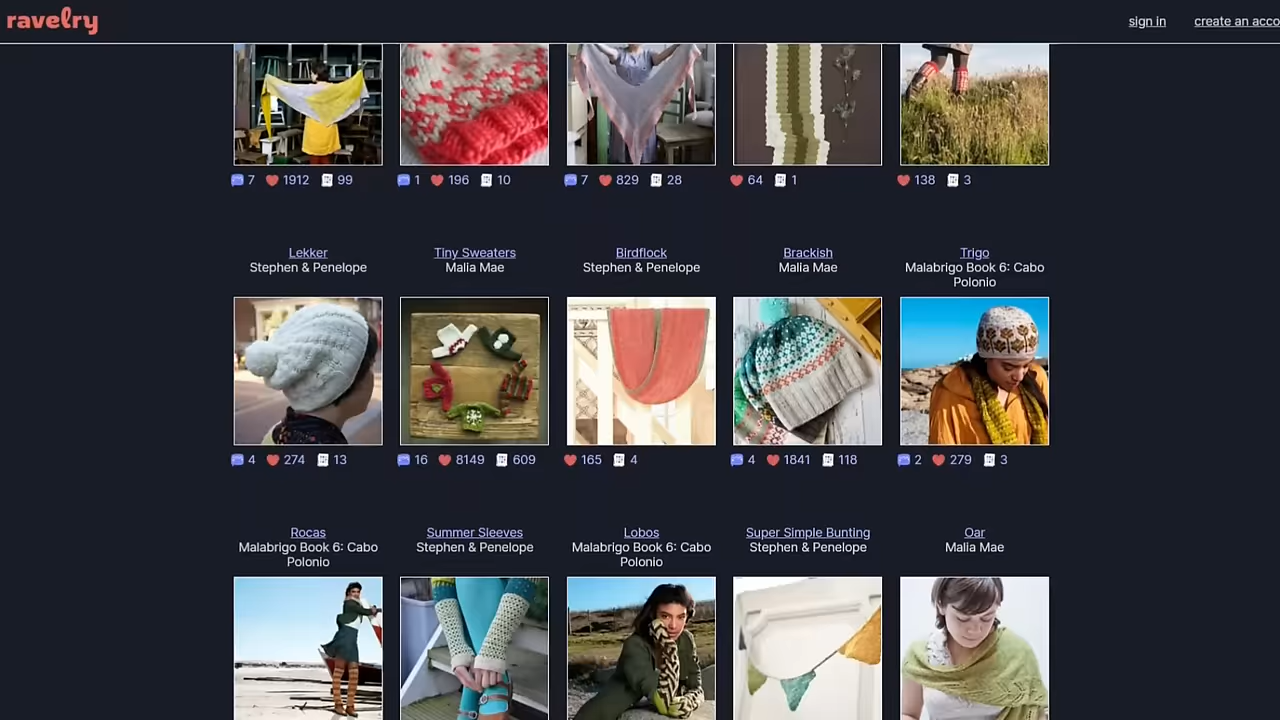 ravelry
sign in
create an acco
7 1912 99
1 196 10
7 829 28
64 1
138 3
Lekker
Stephen & Penelope
Tiny Sweaters
Malia Mae
Birdflock
Stephen & Penelope
Brackish
Malia Mae
Trigo
Malabrigo Book 6: Cabo
Polonio
4 274 13
16 8149 609
165 4
4 1841 118
2 279 3
Rocas
Malabrigo Book 6: Cabo
Polonio
Summer Sleeves
Stephen & Penelope
Lobos
Malabrigo Book 6: Cabo
Polonio
Super Simple Bunting
Stephen & Penelope
Oar
Malia Mae